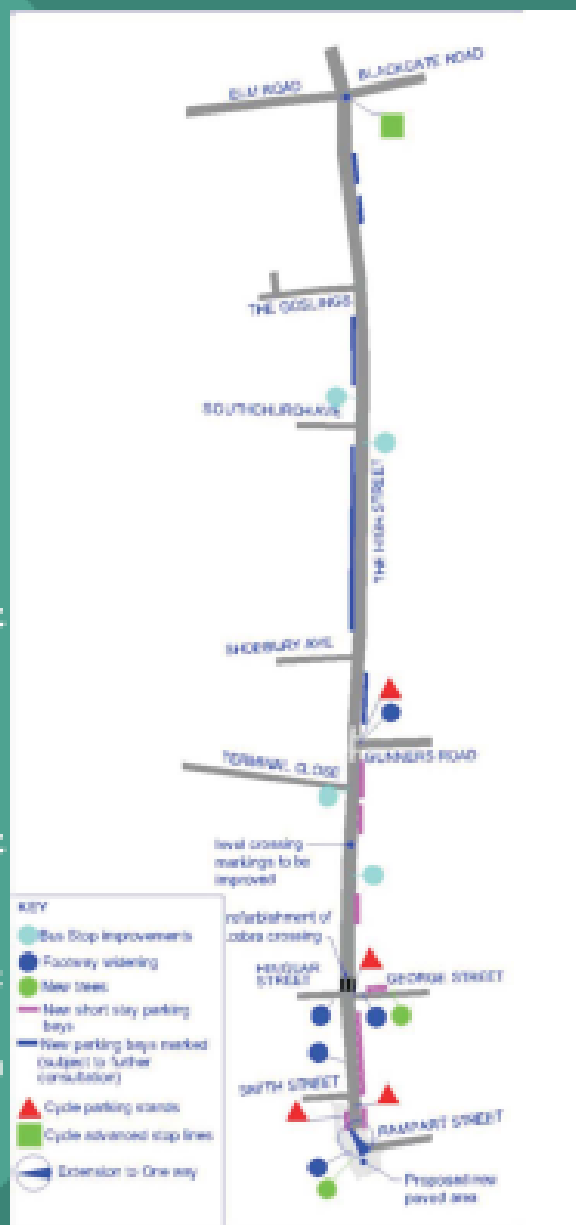 ELM ROAD
BLACKGATE ROAD
THE GOSLINGS
SOUTHCHURCH AVE
THE HIGH STREET
SHOEBURY AVE
GUNNERS ROAD
TERMINAL CLOSE
level crossing
markings to be
improved
refurbishment of
zebra crossing
STREET
GEORGE STREET
SMITH STREET
RAMPART STREET
Proposed new
paved area
KEY
Bus Stop improvements
Footway widening
New trees
New short stay parking
bays
New parking bays marked
(subject to further
consultation)
Cycle parking stands
Cycle advanced stop lines
Extension to One way